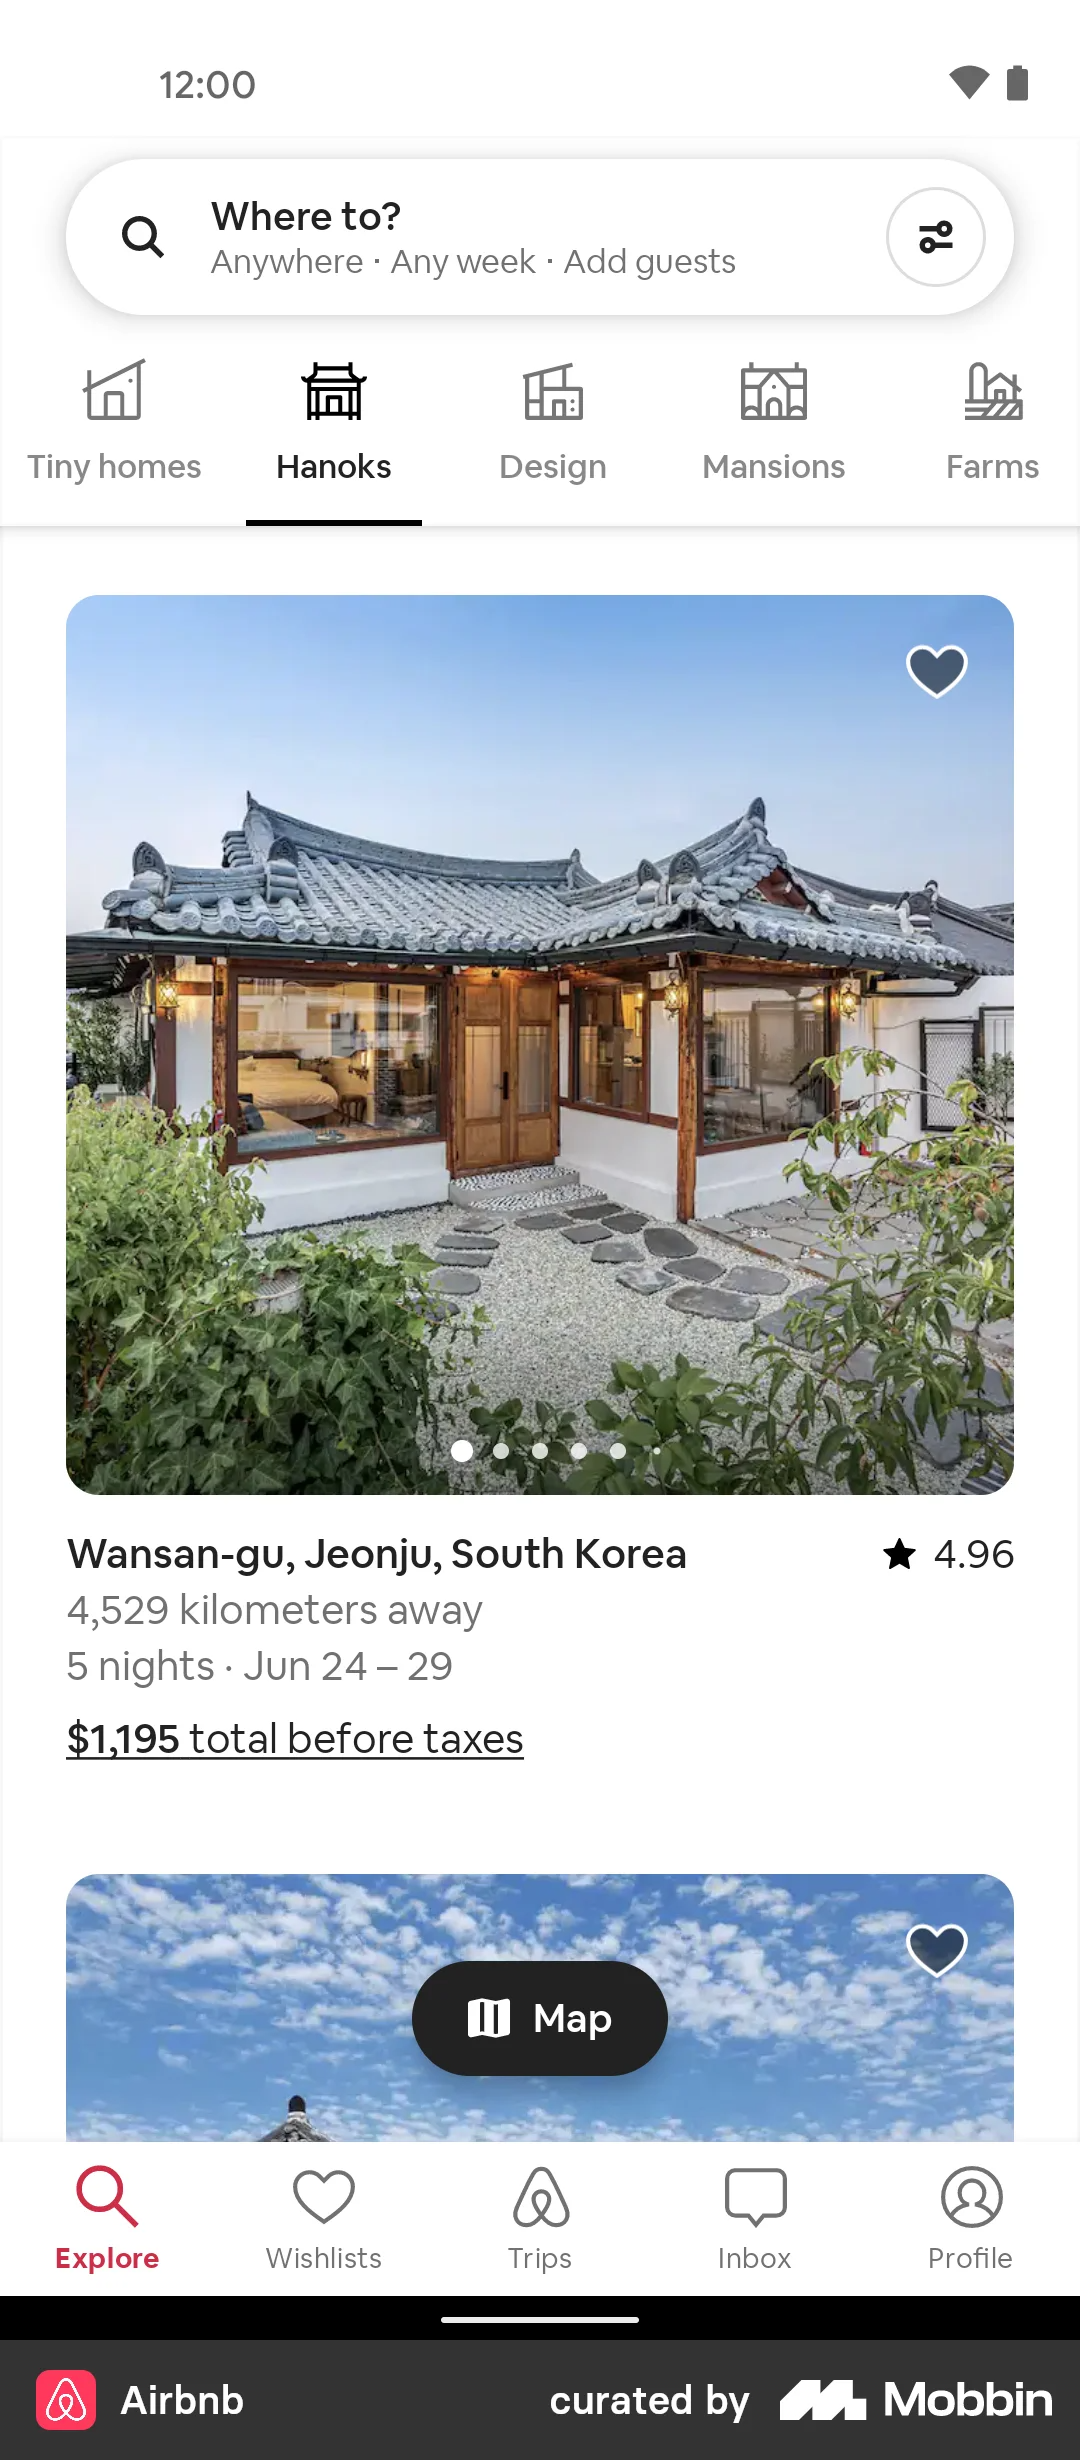 12:00
Where to?
Anywhere · Any week · Add guests
Tiny homes
Hanoks
Design
Mansions
Farms
Wansan-gu, Jeonju, South Korea
4.96
4,529 kilometers away
5 nights · Jun 24 – 29
$1,195 total before taxes
Map
Explore
Wishlists
Trips
Inbox
Profile
Airbnb
curated by Mobbin